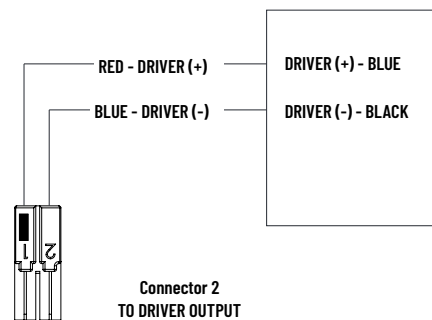 RED - DRIVER (+)
DRIVER (+) - BLUE
BLUE - DRIVER (-)
DRIVER (-) - BLACK
1
2
Connector 2
TO DRIVER OUTPUT